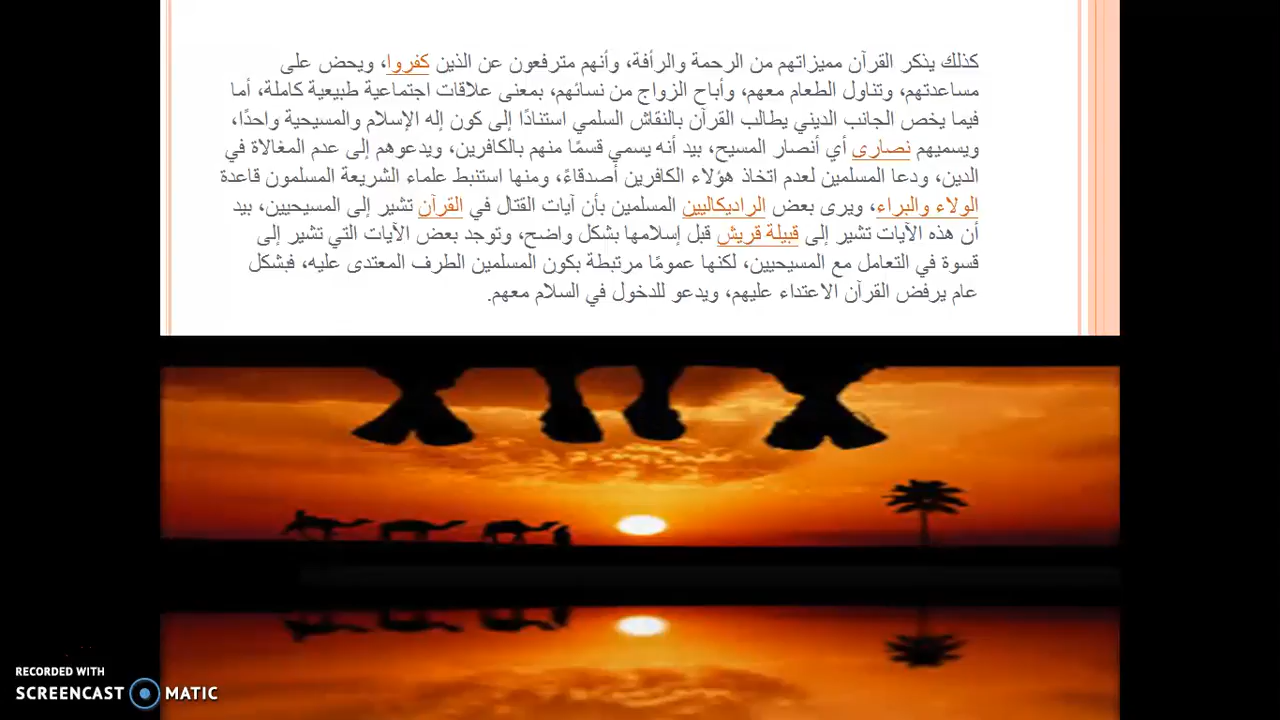 كذلك يذكر القرآن مميزاتهم من الرحمة والرأفة، وأنهم مترفعون عن الذين كفروا، ويحض على
مساعدتهم، وتناول الطعام معهم، وأباح الزواج من نسائهم، بمعنى علاقات اجتماعية طبيعية كاملة، أما
فيما يخص الجانب الديني يطالب القرآن بالنقاش السلمي استنادًا إلى كون إله الإسلام والمسيحية واحدًا،
ويسميهم نصارى أي أنصار المسيح، بيد أنه يسمي قسمًا منهم بالكافرين، ويدعوهم إلى عدم المغالاة في
الدين، ودعا المسلمين لعدم اتخاذ هؤلاء الكافرين أصدقاءً، ومنها استنبط علماء الشريعة المسلمون قاعدة
الولاء والبراء، ويرى بعض الراديكاليين المسلمين بأن آيات القتال في القرآن تشير إلى المسيحيين، بيد
أن هذه الآيات تشير إلى قبيلة قريش قبل إسلامها بشكل واضح، وتوجد بعض الآيات التي تشير إلى
قسوة في التعامل مع المسيحيين، لكنها عمومًا مرتبطة بكون المسلمين الطرف المعتدى عليه، فبشكل
عام يرفض القرآن الاعتداء عليهم، ويدعو للدخول في السلام معهم.
RECORDED WITH
SCREENCAST MATIC